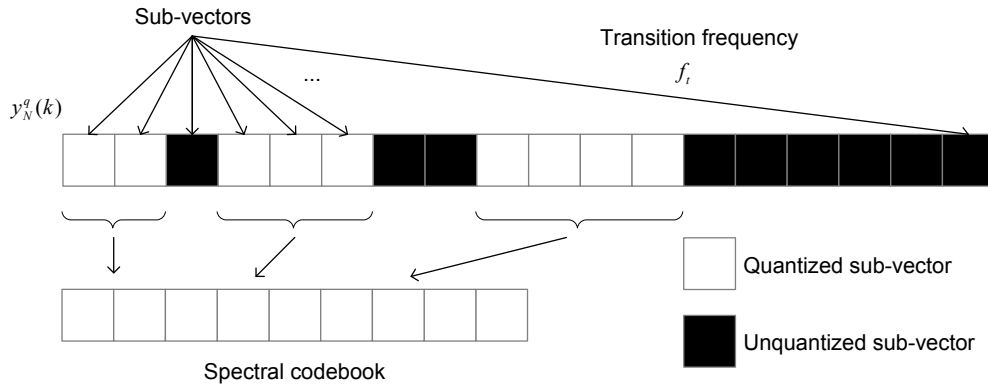 Sub-vectors
Transition frequency
...
f_t
y_N^q(k)
Quantized sub-vector
Unquantized sub-vector
Spectral codebook